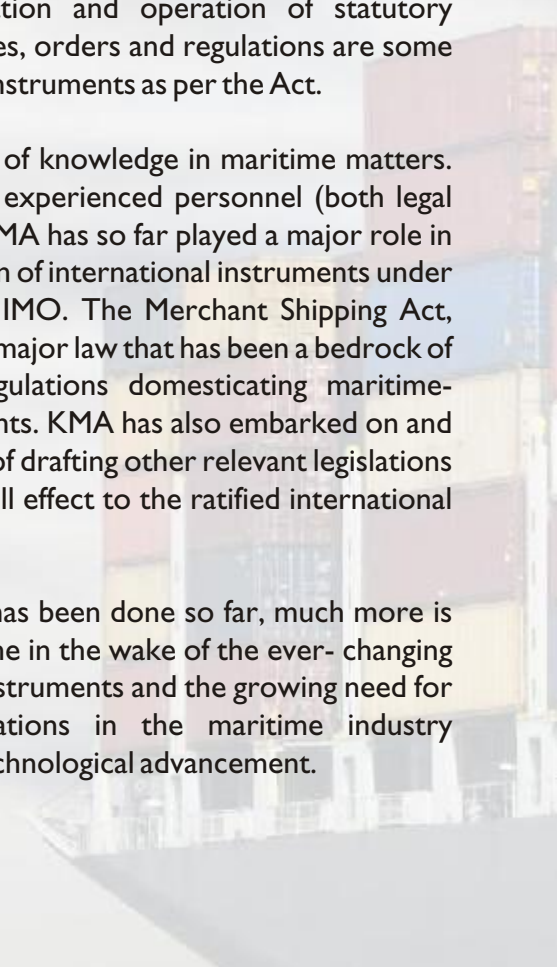 tion and operation of statutory
es, orders and regulations are some
nstruments as per the Act.
of knowledge in maritime matters.
experienced personnel (both legal
MA has so far played a major role in
n of international instruments under
IMO. The Merchant Shipping Act,
major law that has been a bedrock of
gulations domesticating maritime-
nts. KMA has also embarked on and
of drafting other relevant legislations
ll effect to the ratified international
has been done so far, much more is
ne in the wake of the ever- changing
struments and the growing need for
ations in the maritime industry
chnological advancement.